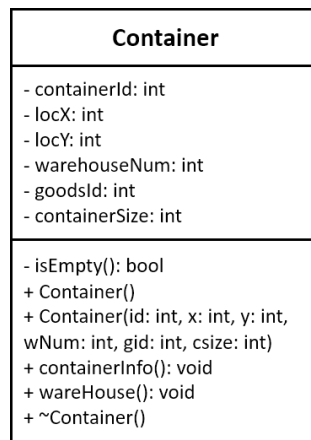 Container
- containerId: int
- locX: int
- locY: int
- warehouseNum: int
- goodsId: int
- containerSize: int
- isEmpty(): bool
+ Container()
+ Container(id: int, x: int, y: int,
wNum: int, gid: int, csize: int)
+ containerInfo(): void
+ wareHouse(): void
+ ~Container()